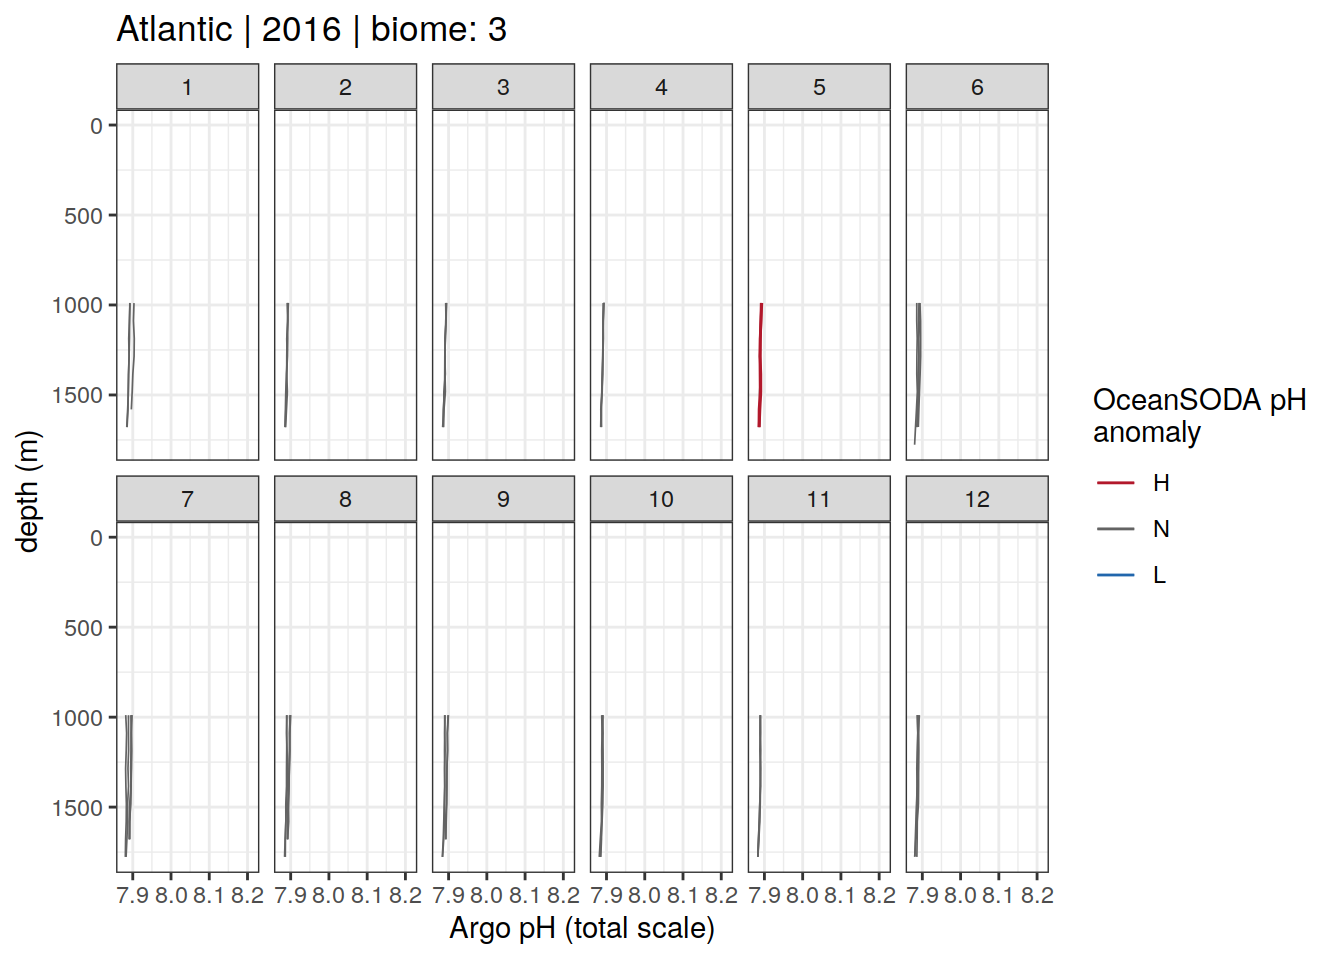 Atlantic | 2016 | biome: 3
1 2 3 4 5 6
0
500
1000
1500
7 8 9 10 11 12
0
500
1000
1500
7.9 8.0 8.1 8.2 7.9 8.0 8.1 8.2 7.9 8.0 8.1 8.2 7.9 8.0 8.1 8.2 7.9 8.0 8.1 8.2 7.9 8.0 8.1 8.2
Argo pH (total scale)
depth (m)
OceanSODA pH
anomaly
H
N
L